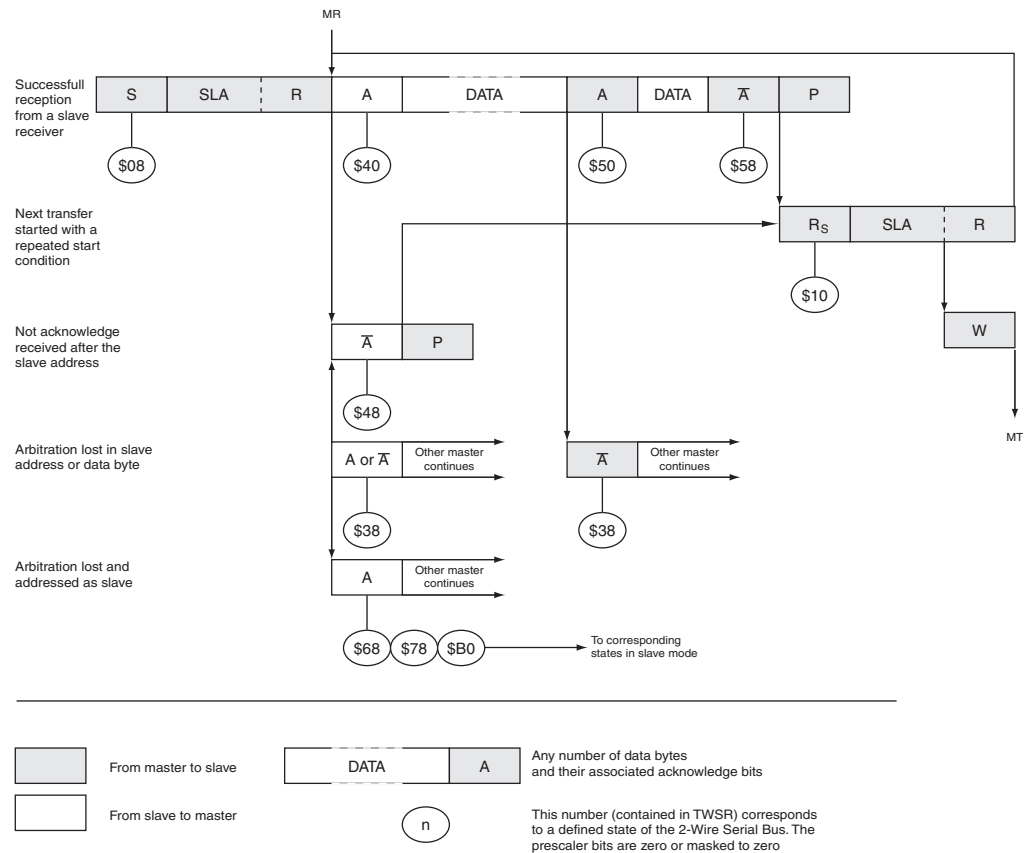 MR
Successfull
reception
from a slave
receiver
S SLA R A DATA A DATA A̅ P
$08 $40 $50 $58
Next transfer
started with a
repeated start
condition
RS SLA R
$10
Not acknowledge
received after the
slave address
A̅ P
W
$48
MT
Arbitration lost in slave
address or data byte
A or A̅
Other master
continues
A̅
Other master
continues
$38 $38
Arbitration lost and
addressed as slave
A
Other master
continues
$68 $78 $B0
To corresponding
states in slave mode
From master to slave
DATA A
Any number of data bytes
and their associated acknowledge bits
From slave to master
n
This number (contained in TWSR) corresponds
to a defined state of the 2-Wire Serial Bus. The
prescaler bits are zero or masked to zero